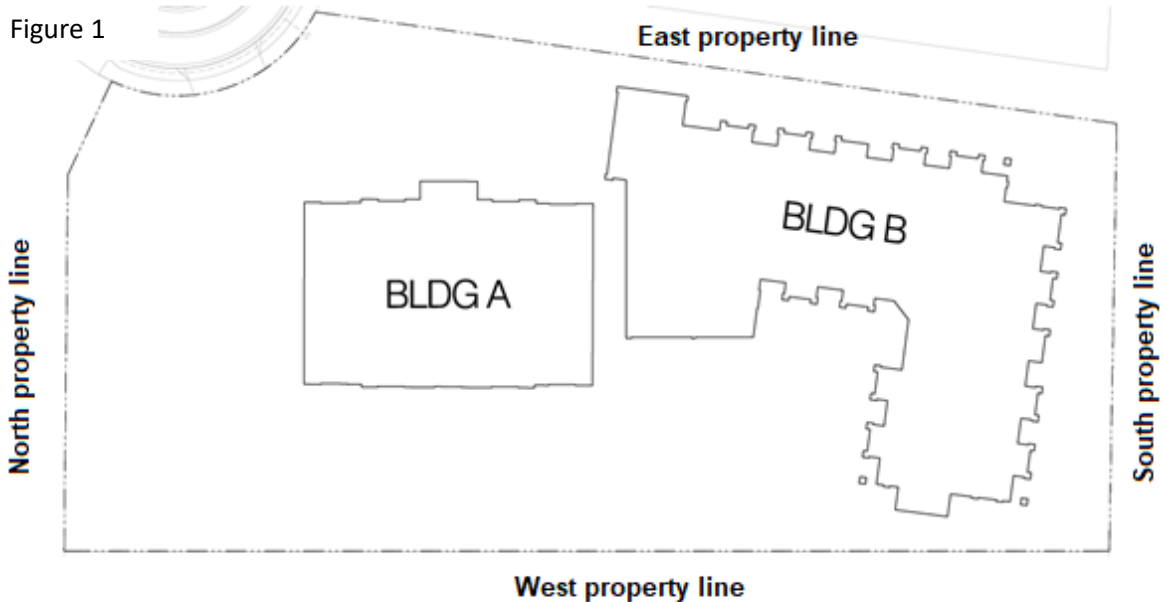 Figure 1
East property line
BLDG B
BLDG A
North property line
South property line
West property line